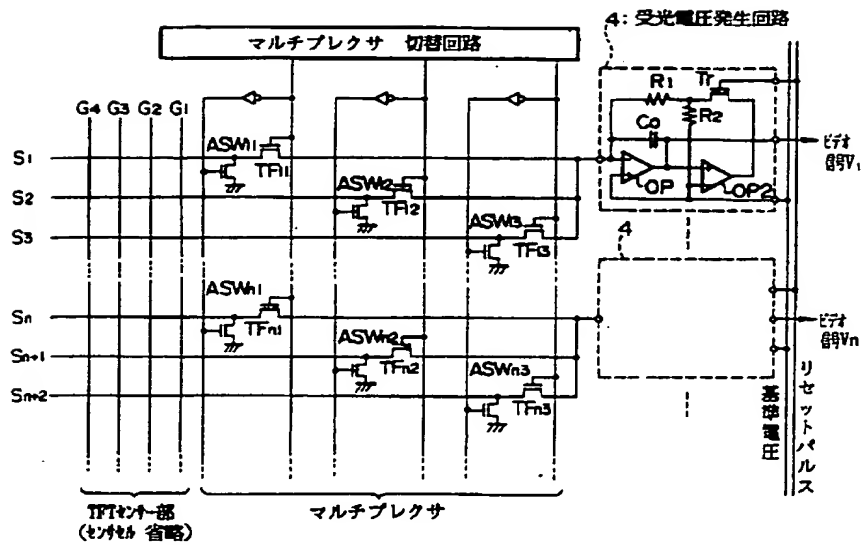 4:受光電圧発生回路
マルチプレクサ 切替回路
G4 G3 G2 G1
R1
Tr
R2
Co
OP
OP2
ビデオ
信号V1
S1
ASW11
TF11
S2
ASW12
TF12
S3
ASW13
TF13
4
ASWn1
Sn
TFn1
ビデオ
信号Vn
Sn+1
ASWn2
TFn2
Sn+2
ASWn3
TFn3
基準電圧
リセットパルス
TFTセンサー部
(センサセル 省略)
マルチプレクサ